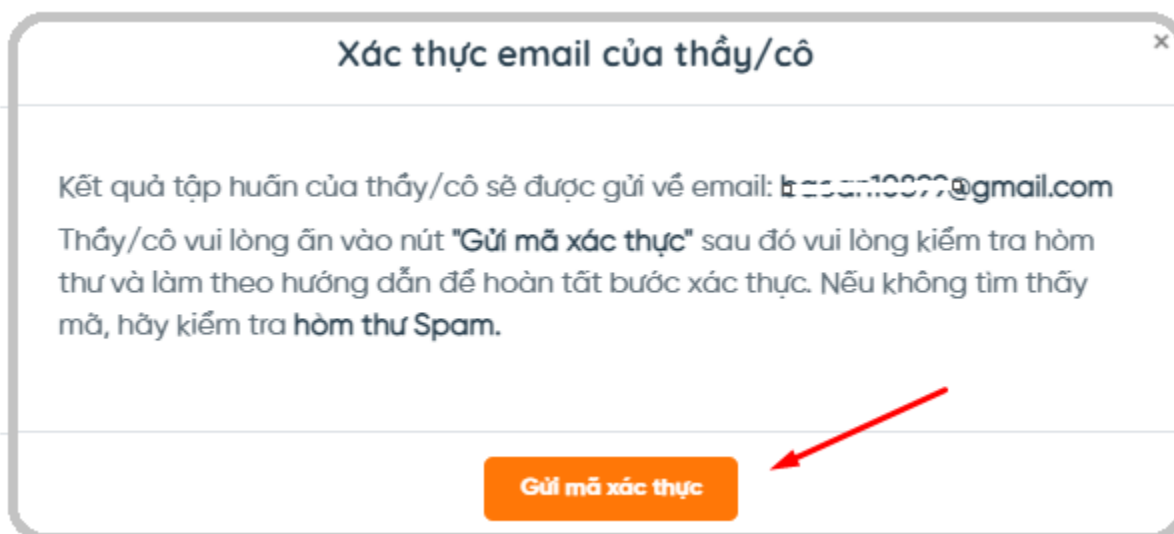 Xác thực email của thầy/cô
×
Kết quả tập huấn của thầy/cô sẽ được gửi về email: @gmail.com
Thầy/cô vui lòng ấn vào nút "Gửi mã xác thực" sau đó vui lòng kiểm tra hòm
thư và làm theo hướng dẫn để hoàn tất bước xác thực. Nếu không tìm thấy
mã, hãy kiểm tra hòm thư Spam.
Gửi mã xác thực